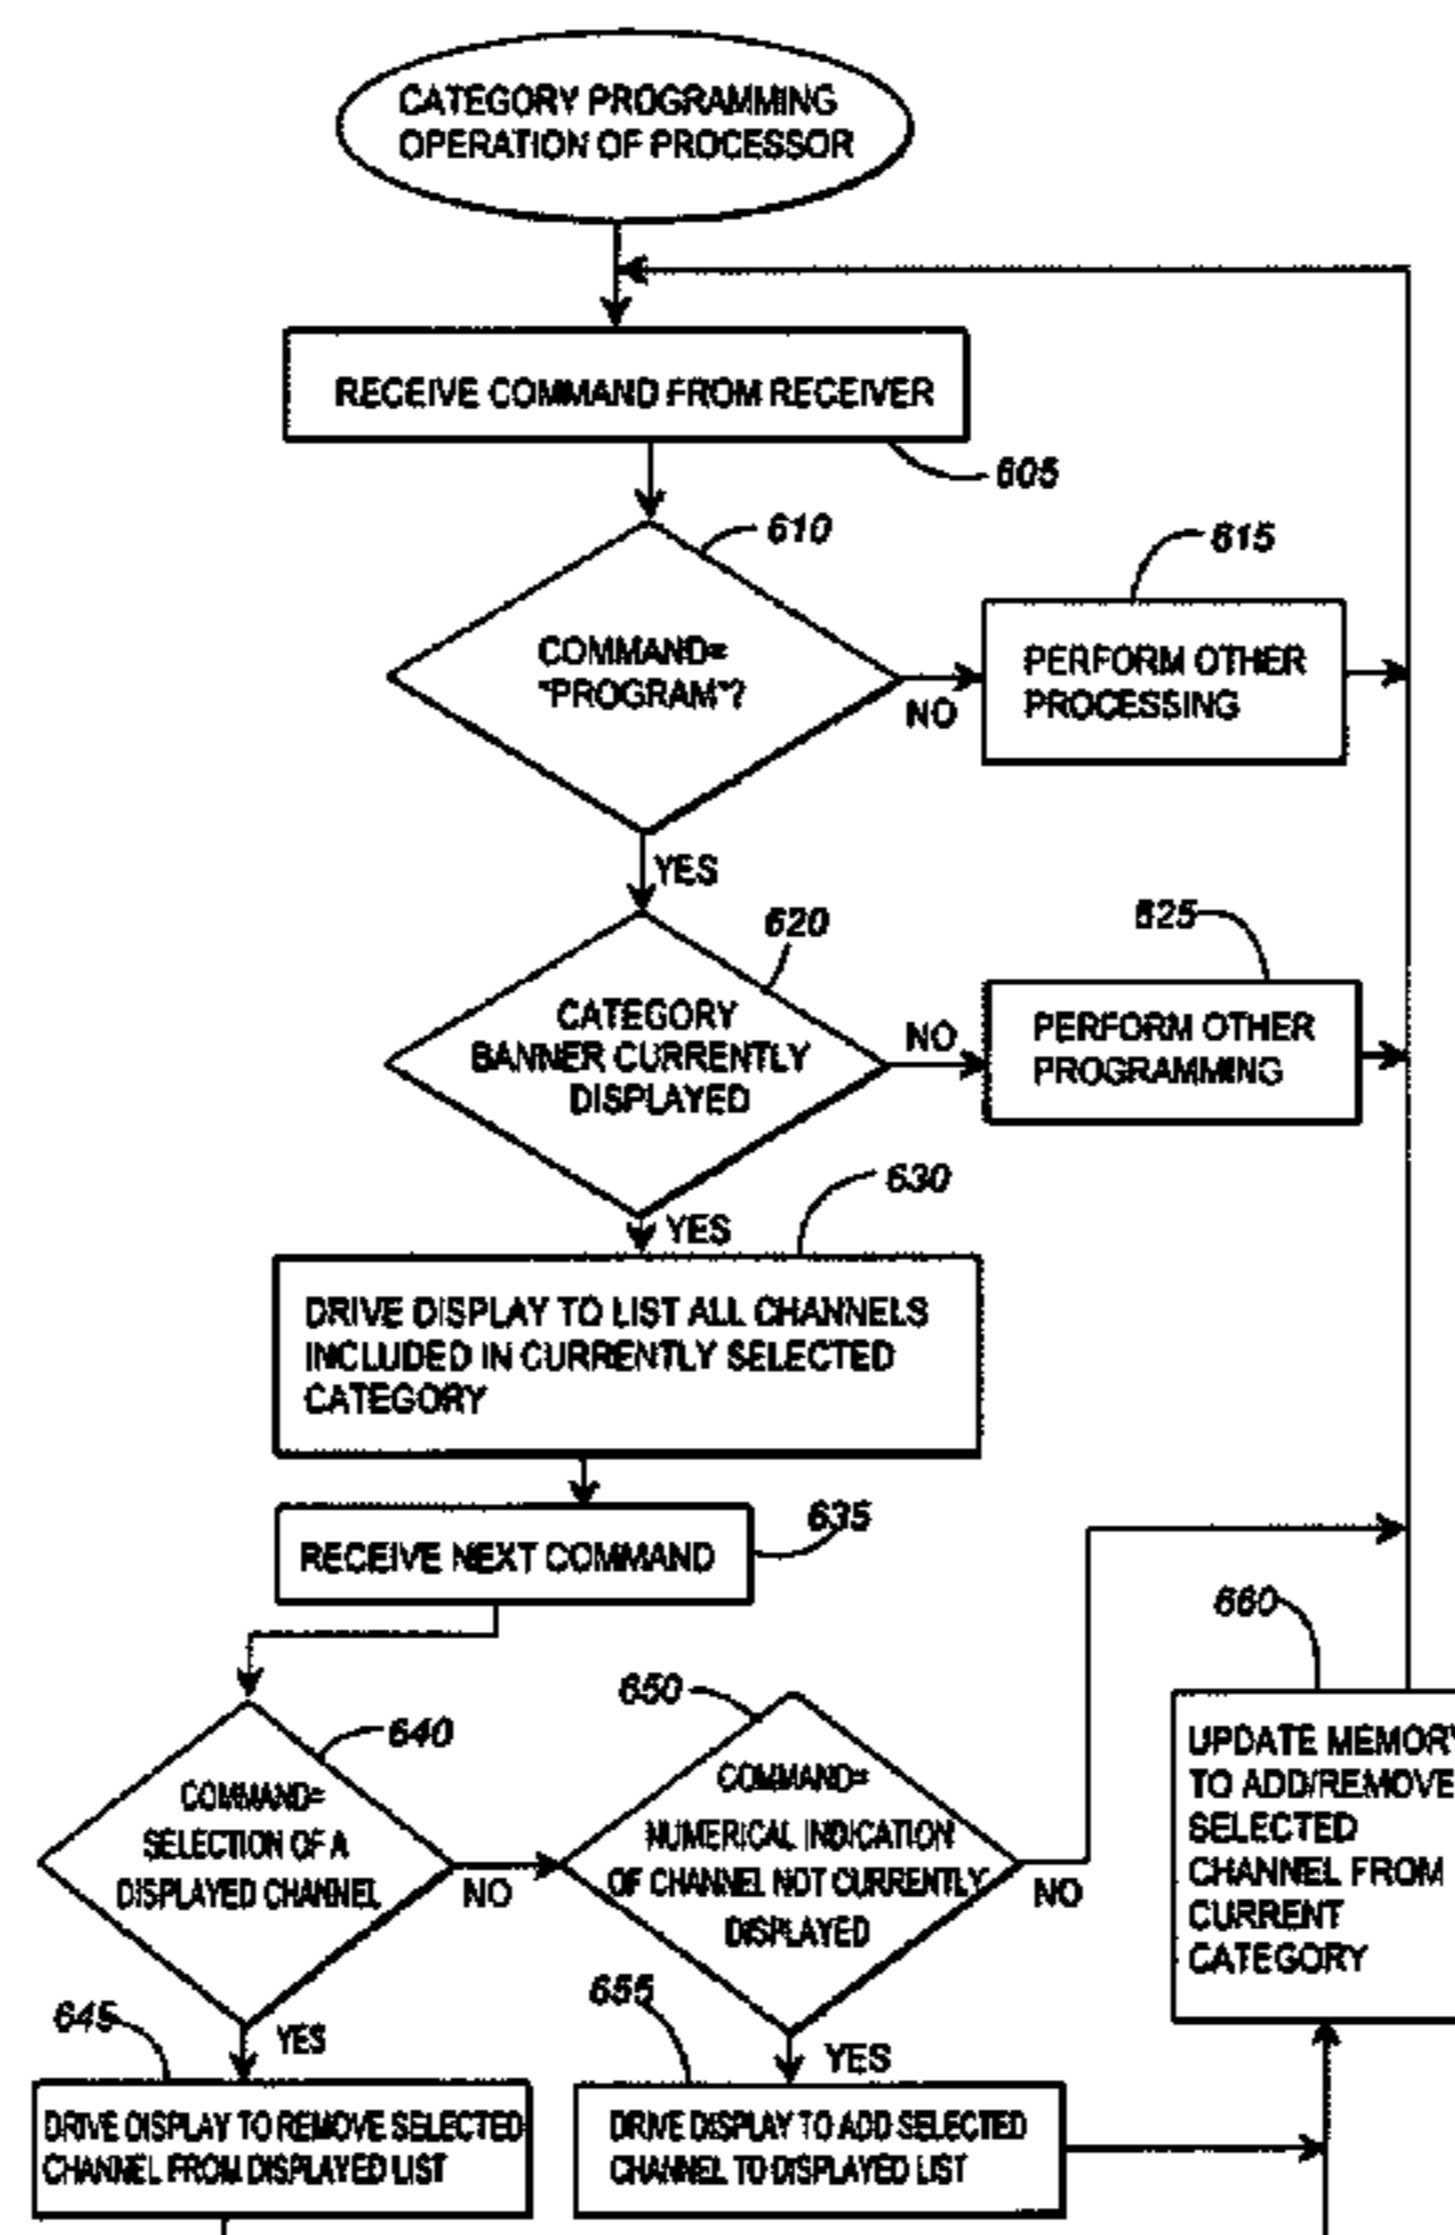 CATEGORY PROGRAMMING
OPERATION OF PROCESSOR
RECEIVE COMMAND FROM RECEIVER
605
610
COMMAND=
"PROGRAM"?
NO
615
PERFORM OTHER
PROCESSING
YES
620
CATEGORY
BANNER CURRENTLY
DISPLAYED
NO
625
PERFORM OTHER
PROGRAMMING
YES
630
DRIVE DISPLAY TO LIST ALL CHANNELS
INCLUDED IN CURRENTLY SELECTED
CATEGORY
RECEIVE NEXT COMMAND
635
640
COMMAND=
SELECTION OF A
DISPLAYED CHANNEL
NO
YES
650
COMMAND=
NUMERICAL INDICATION
OF CHANNEL NOT CURRENTLY
DISPLAYED
NO
YES
660
UPDATE MEMORY
TO ADD/REMOVE
SELECTED
CHANNEL FROM
CURRENT
CATEGORY
645
DRIVE DISPLAY TO REMOVE SELECTED
CHANNEL FROM DISPLAYED LIST
655
DRIVE DISPLAY TO ADD SELECTED
CHANNEL TO DISPLAYED LIST